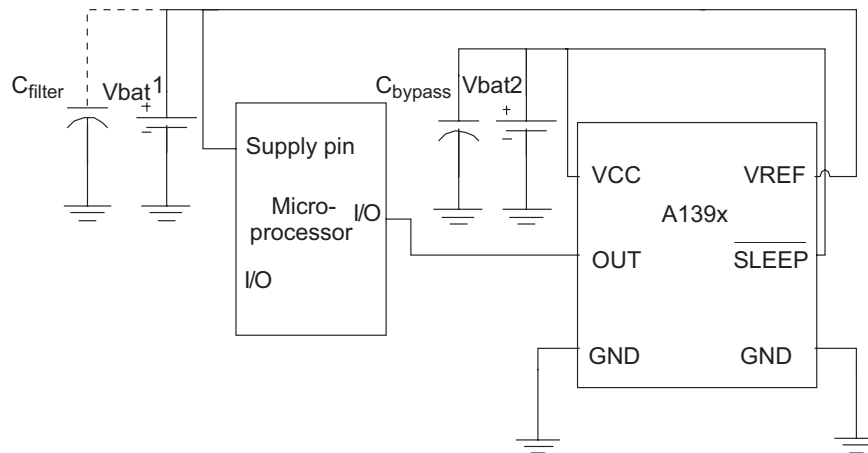 Cfilter
Vbat1
+
–
Cbypass
Vbat2
+
–
Supply pin
Micro-
processor
I/O
I/O
VCC
VREF
A139x
OUT
SLEEP
GND
GND